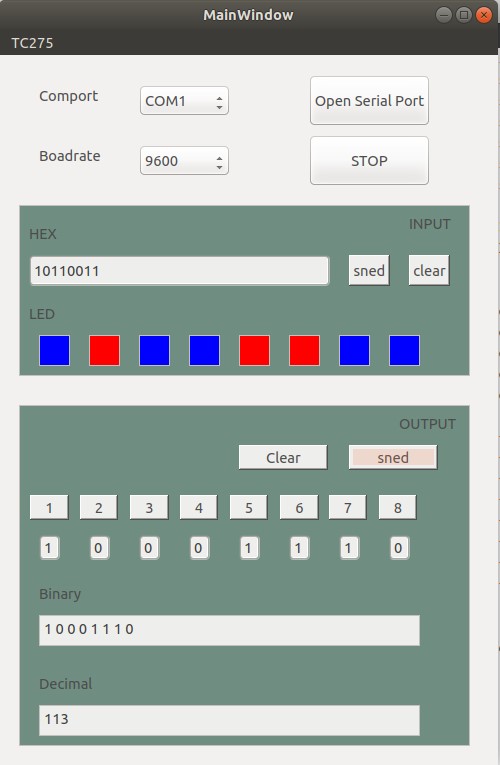 MainWindow
TC275
Comport
COM1
Open Serial Port
Boadrate
9600
STOP
INPUT
HEX
10110011
sned
clear
LED
OUTPUT
Clear
sned
1 2 3 4 5 6 7 8
1 0 0 0 1 1 1 0
Binary
1 0 0 0 1 1 1 0
Decimal
113